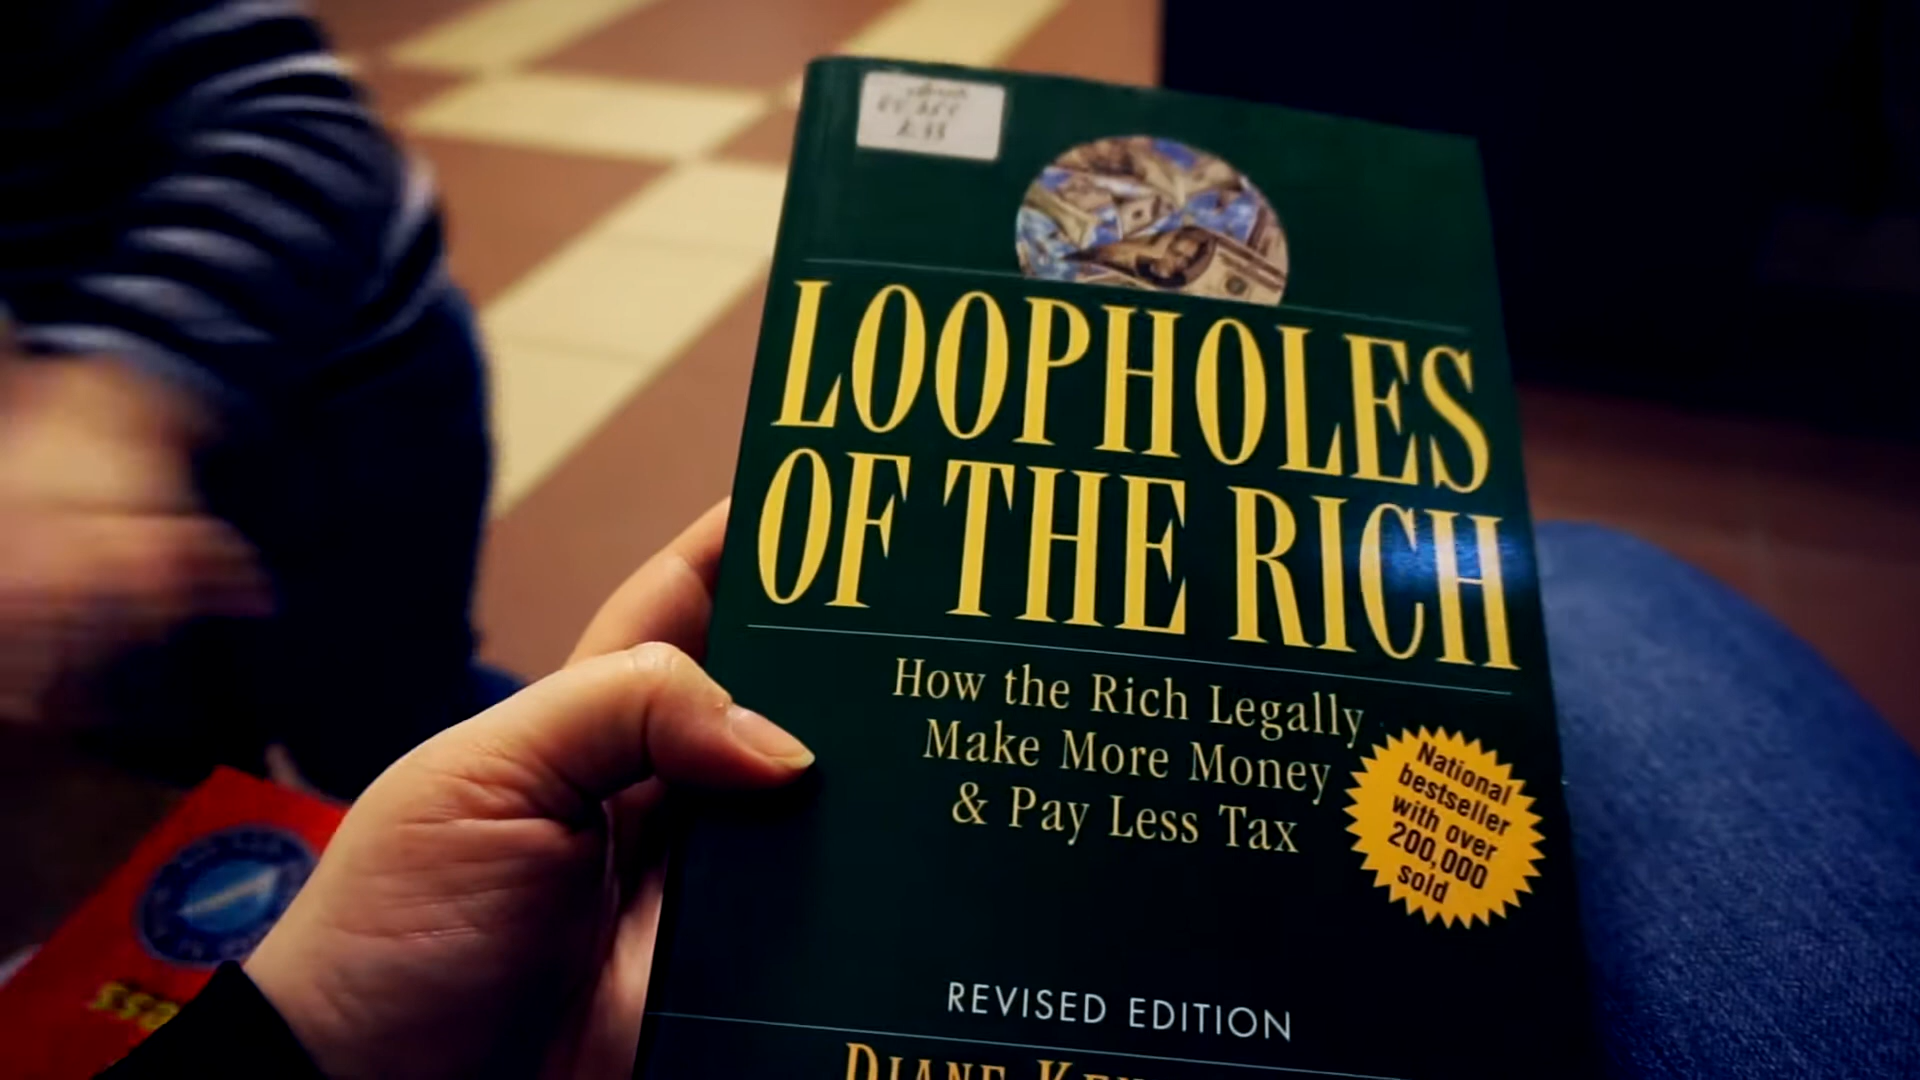 LOOPHOLES
OF THE RICH
How the Rich Legally
Make More Money
& Pay Less Tax
National
bestseller
with over
200,000
sold
REVISED EDITION
DIANE